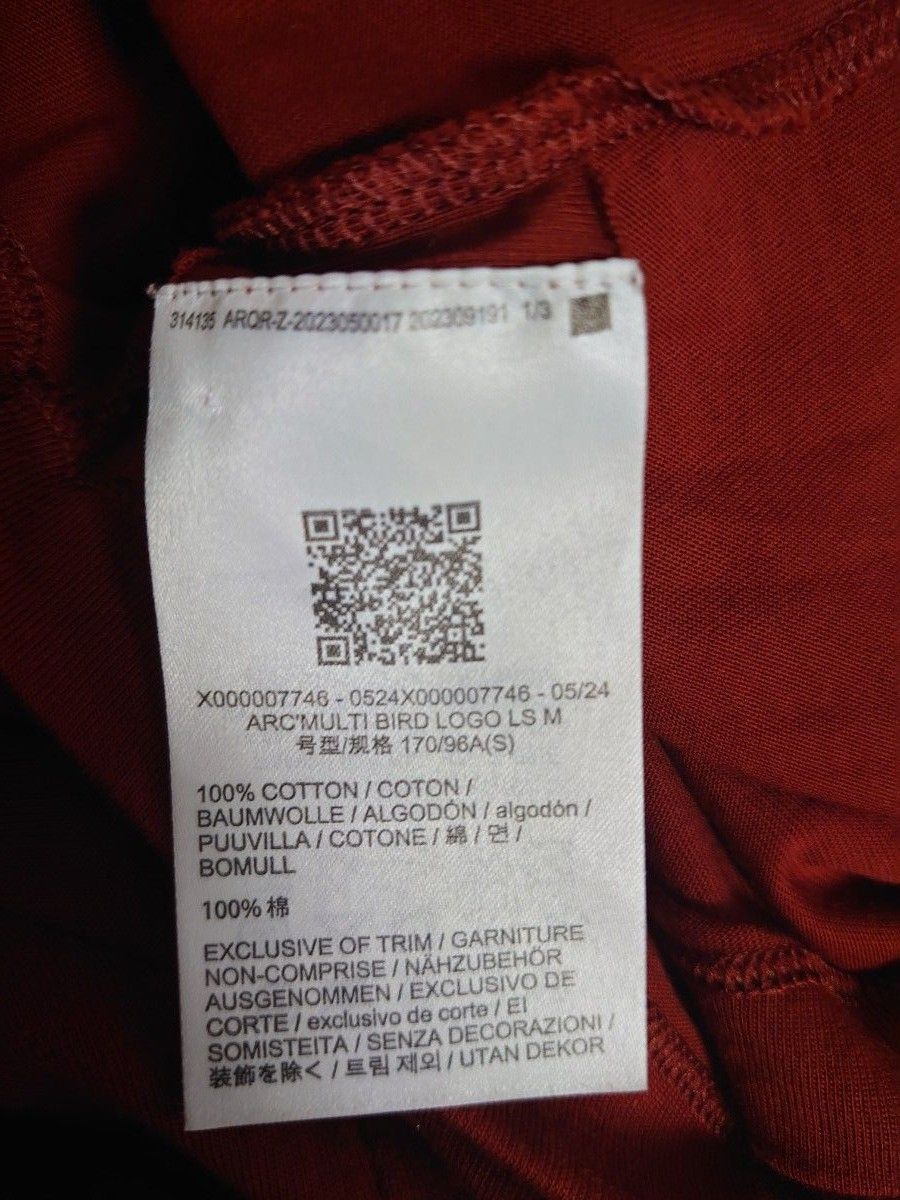 314135 ARQR-Z-2023050017 202309191 1/3
X000007746 - 0524X000007746 - 05/24
ARC'MULTI BIRD LOGO LS M
号型/规格 170/96A(S)
100% COTTON / COTON /
BAUMWOLLE / ALGODÓN / algodón /
PUUVILLA / COTONE / 綿 / 면 /
BOMULL
100% 棉
EXCLUSIVE OF TRIM / GARNITURE
NON-COMPRISE / NÄHZUBEHÖR
AUSGENOMMEN / EXCLUSIVO DE
CORTE / exclusivo de corte / EI
SOMISTEITA / SENZA DECORAZIONI /
装飾を除く / 트림 제외 / UTAN DEKOR